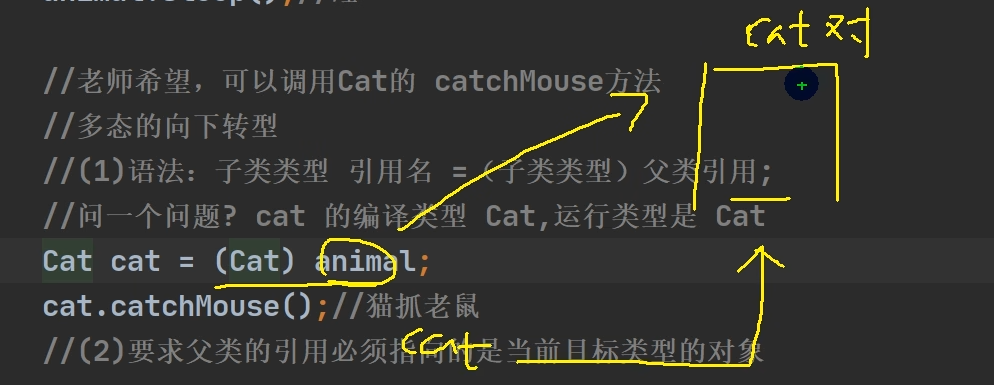 cat 对
//老师希望，可以调用Cat的 catchMouse方法
//多态的向下转型
//(1)语法：子类类型 引用名 =（子类类型）父类引用;
//问一个问题? cat 的编译类型 Cat,运行类型是 Cat
Cat cat = (Cat) animal;
cat.catchMouse();//猫抓老鼠
//(2)要求父类的引用必须指向的是当前目标类型的对象